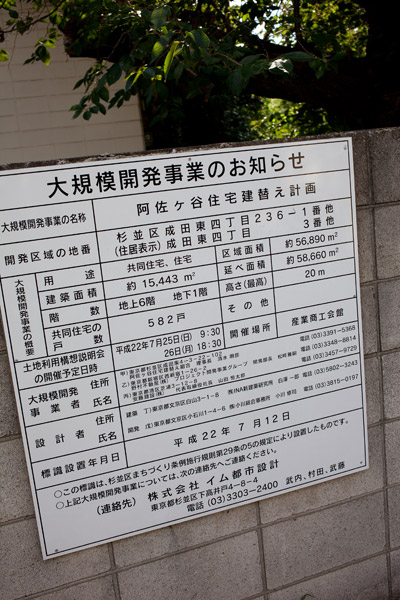 大規模開発事業のお知らせ
大規模開発事業の名称 阿佐ヶ谷住宅建替え計画
開発区域の地番 杉並区成田東四丁目236-1番他
(住居表示) 成田東四丁目 3番他
大規模開発事業の概要
用途 共同住宅、住宅 区域面積 約56,890㎡
建築面積 約15,443㎡ 延べ面積 約58,660㎡
階数 地上6階 地下1階 高さ(最高) 20m
共同住宅の戸数 582戸 その他
土地利用構想説明会の開催予定日時 平成22年7月25日(日) 9:30
26日(月) 18:30 開催場所 産業商工会館
大規模開発事業者 住所 氏名
設計者 住所 氏名
標識設置年月日 平成22年7月12日
○この標識は、杉並区まちづくり条例施行規則第29条の5の規定により設置したものです。
○上記大規模開発事業については、次の連絡先へご連絡ください。
(連絡先) 株式会社イム都市設計
東京都杉並区下高井戸4-8-4
電話 (03)3303-2400 武内、村田、武藤